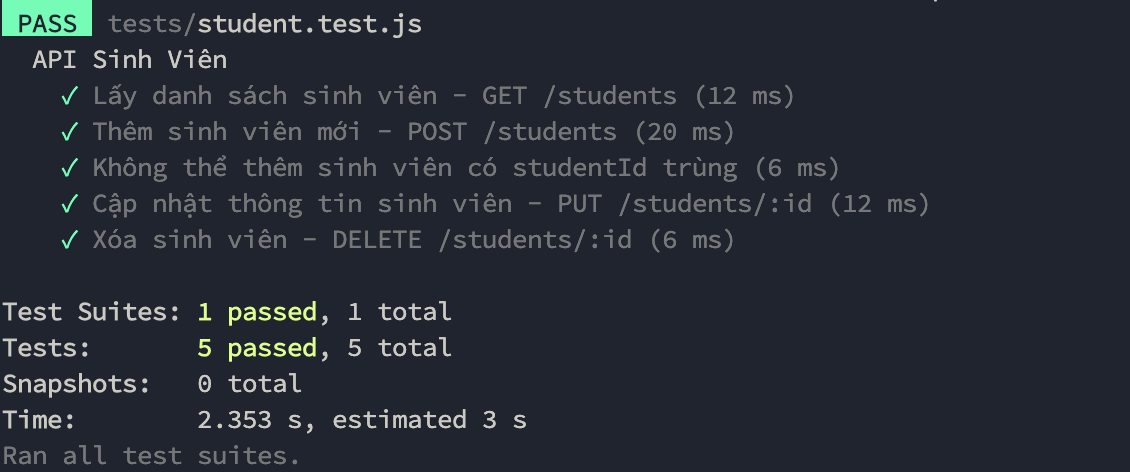 PASS tests/student.test.js
API Sinh Viên
✓ Lấy danh sách sinh viên - GET /students (12 ms)
✓ Thêm sinh viên mới - POST /students (20 ms)
✓ Không thể thêm sinh viên có studentId trùng (6 ms)
✓ Cập nhật thông tin sinh viên - PUT /students/:id (12 ms)
✓ Xóa sinh viên - DELETE /students/:id (6 ms)
Test Suites: 1 passed, 1 total
Tests: 5 passed, 5 total
Snapshots: 0 total
Time: 2.353 s, estimated 3 s
Ran all test suites.